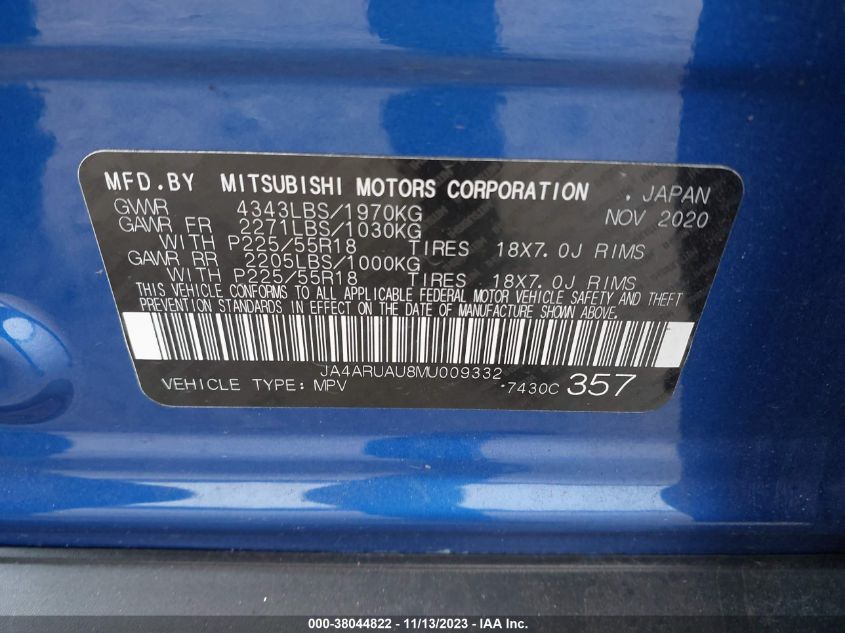 MFD.BY MITSUBISHI MOTORS CORPORATION . JAPAN
GVWR 4343LBS/1970KG NOV 2020
GAWR FR 2271LBS/1030KG
WITH P225/55R18 TIRES 18X7.0J RIMS
GAWR RR 2205LBS/1000KG
WITH P225/55R18 TIRES 18X7.0J RIMS
THIS VEHICLE CONFORMS TO ALL APPLICABLE FEDERAL MOTOR VEHICLE SAFETY AND THEFT
PREVENTION STANDARDS IN EFFECT ON THE DATE OF MANUFACTURE SHOWN ABOVE.
JA4ARUAU8MU009332
VEHICLE TYPE: MPV -7430C 357
000-38044822 - 11/13/2023 - IAA Inc.